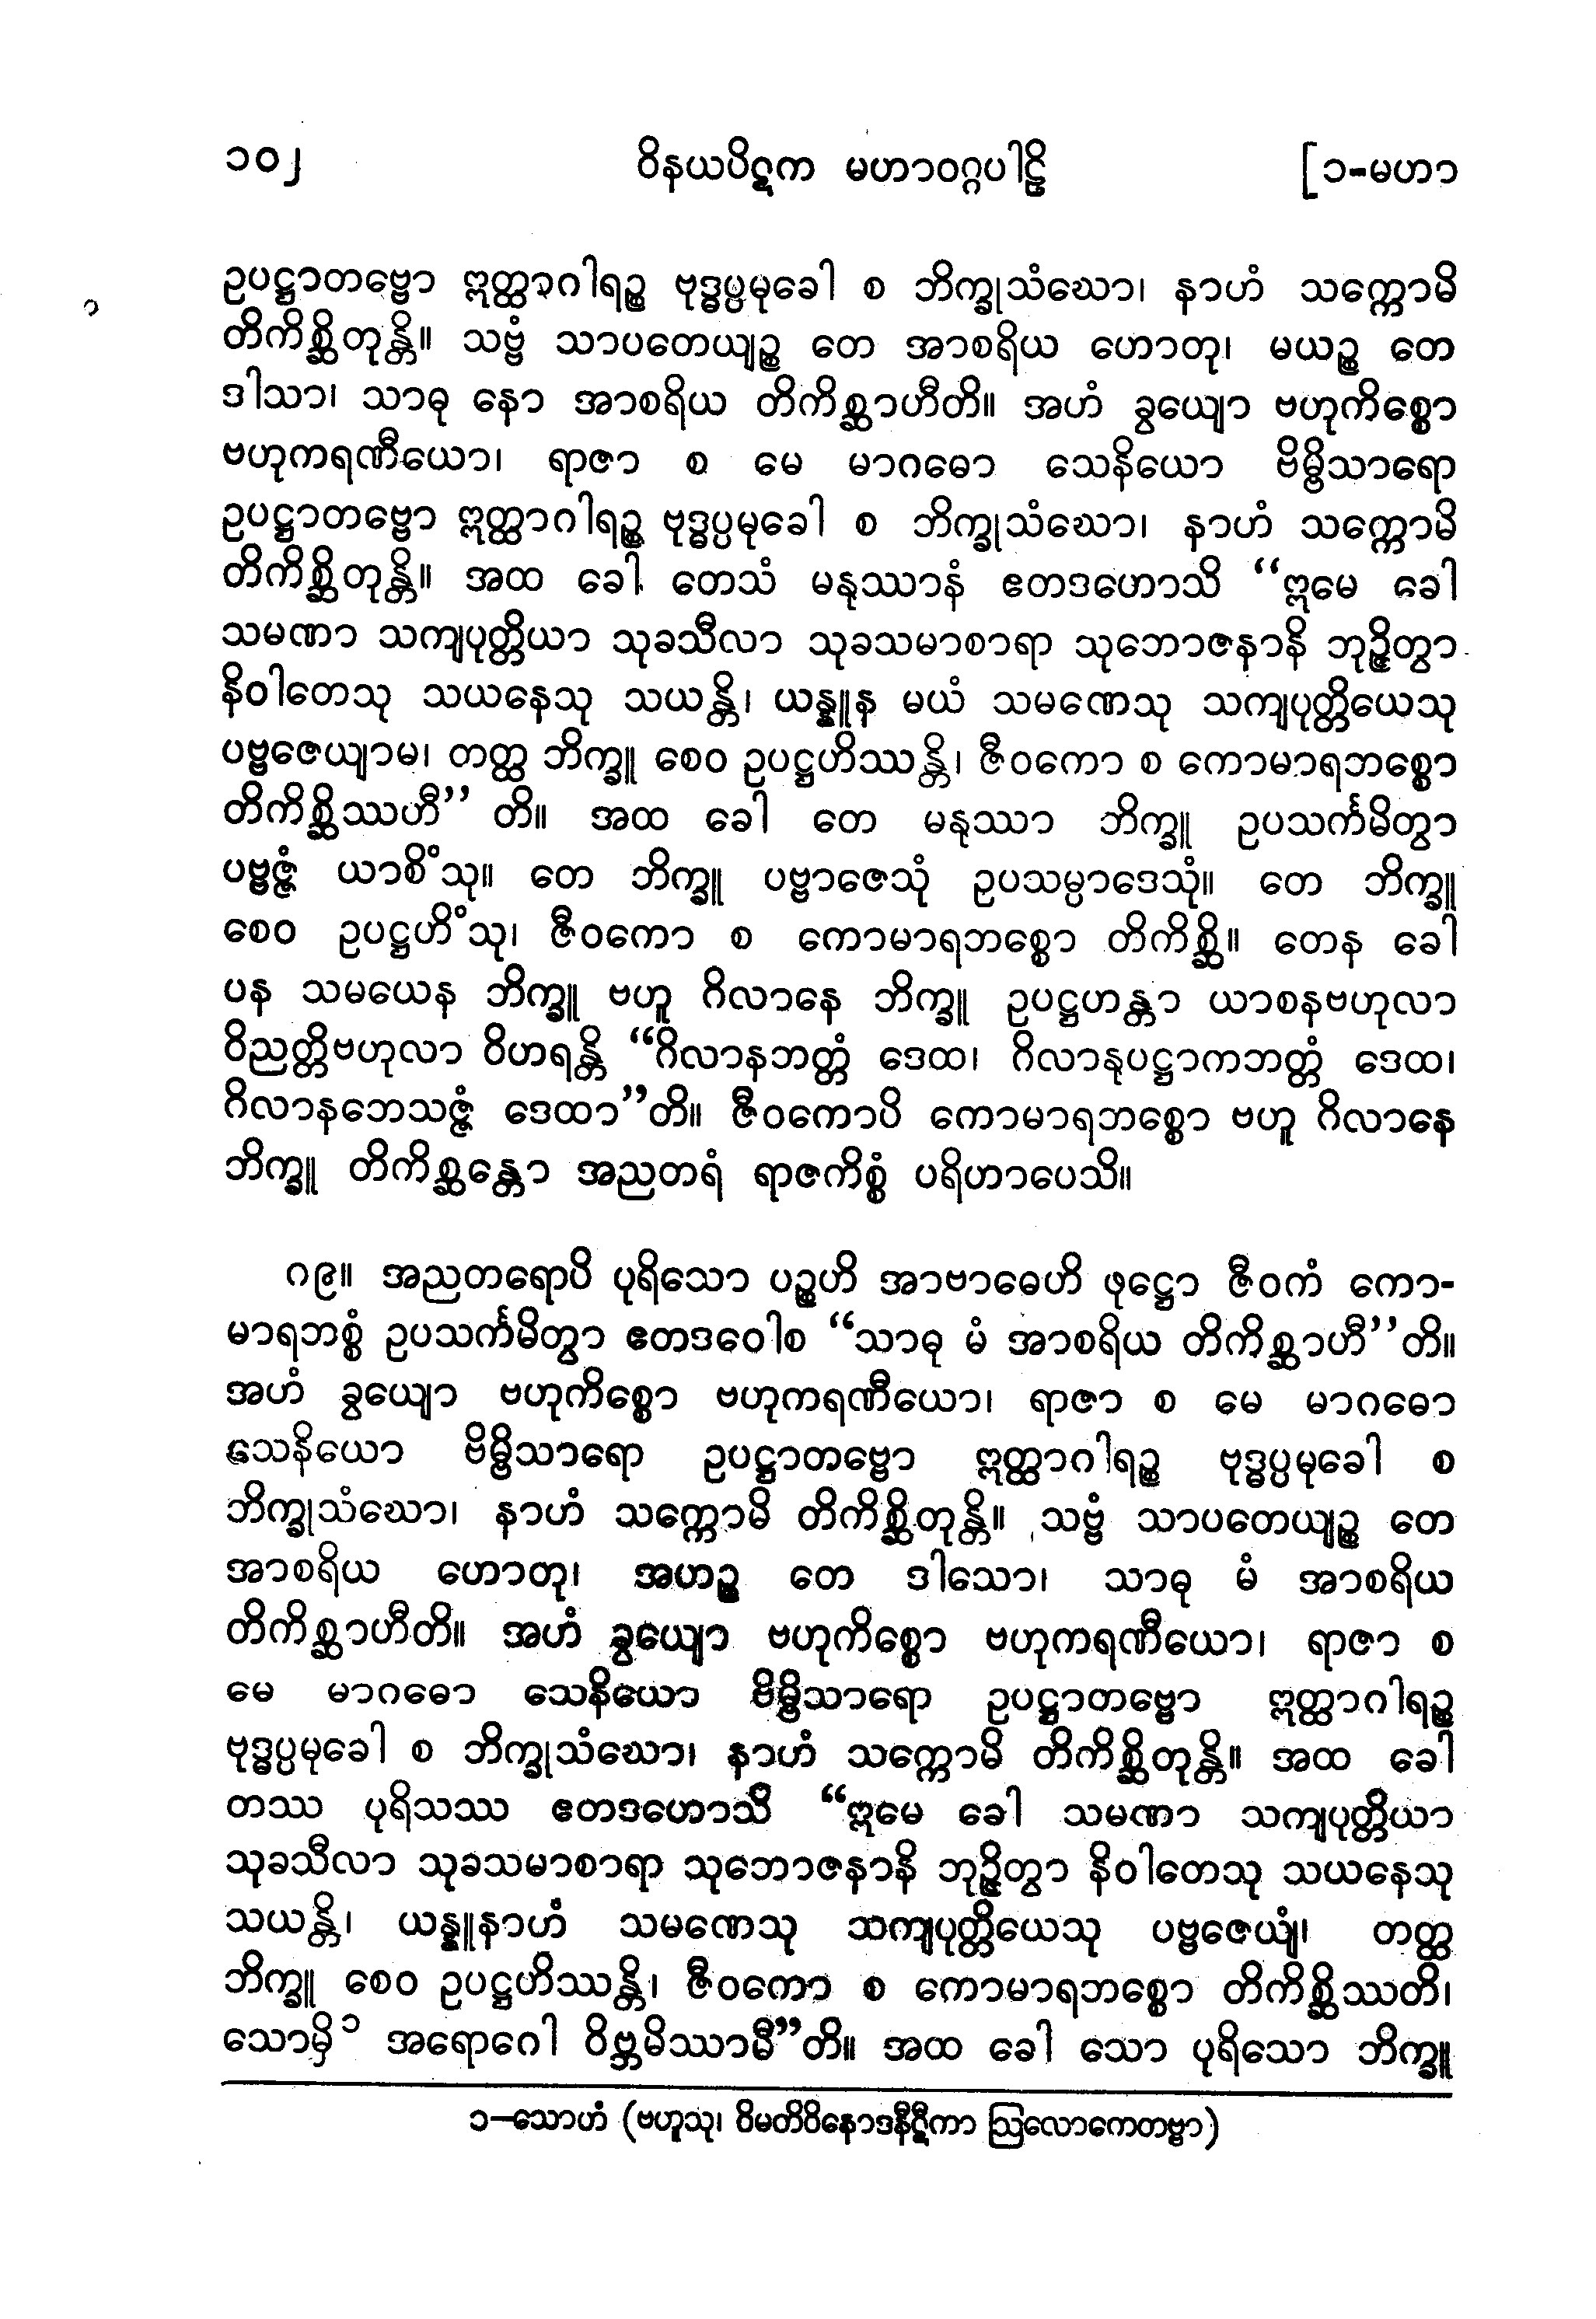 ၁၀၂ ဝိနယပိဋက မဟာဝဂ္ဂပါဠိ [၁-မဟာ
ဥပဋ္ဌာတဗ္ဗော ဣတ္ထာဂါရဉ္စ ဗုဒ္ဓပ္ပမုခေါ စ ဘိက္ခုသံဃော၊ နာဟံ သက္ကောမိ
တိကိစ္ဆိတုန္တိ။ သဗ္ဗံ သာပတေယျဉ္စ တေ အာစရိယ ဟောတု၊ မယဉ္စ တေ
ဒါသာ၊ သာဓု နော အာစရိယ တိကိစ္ဆာဟီတိ။ အဟံ ခွယျော ဗဟုကိစ္စော
ဗဟုကရဏီယော၊ ရာဇာ စ မေ မာဂဓော သေနိယော ဗိမ္ဗိသာရော
ဥပဋ္ဌာတဗ္ဗော ဣတ္ထာဂါရဉ္စ ဗုဒ္ဓပ္ပမုခေါ စ ဘိက္ခုသံဃော၊ နာဟံ သက္ကောမိ
တိကိစ္ဆိတုန္တိ။ အထ ခေါ တေသံ မနုဿာနံ ဧတဒဟောသိ “ဣမေ ခေါ
သမဏာ သကျပုတ္တိယာ သုခသီလာ သုခသမာစာရာ သုဘောဇနာနိ ဘုဉ္ဇိတွာ
နိဝါတေသု သယနေသု သယန္တိ၊ ယန္နူန မယံ သမဏေသု သကျပုတ္တိယေသု
ပဗ္ဗဇေယျာမ၊ တတ္ထ ဘိက္ခူ စေဝ ဥပဋ္ဌဟိဿန္တိ၊ ဇီဝကော စ ကောမာရဘစ္စော
တိကိစ္ဆိဿဟီ” တိ။ အထ ခေါ တေ မနုဿာ ဘိက္ခူ ဥပသင်္ကမိတွာ
ပဗ္ဗဇ္ဇံ ယာစိံသု။ တေ ဘိက္ခူ ပဗ္ဗာဇေသုံ ဥပသမ္ပာဒေသုံ။ တေ ဘိက္ခူ
စေဝ ဥပဋ္ဌဟိံသု၊ ဇီဝကော စ ကောမာရဘစ္စော တိကိစ္ဆိ။ တေန ခေါ
ပန သမယေန ဘိက္ခူ ဗဟူ ဂိလာနေ ဘိက္ခူ ဥပဋ္ဌဟန္တာ ယာစနဗဟုလာ
ဝိညတ္တိဗဟုလာ ဝိဟရန္တိ “ဂိလာနဘတ္တံ ဒေထ၊ ဂိလာနုပဋ္ဌာကဘတ္တံ ဒေထ၊
ဂိလာနဘေသဇ္ဇံ ဒေထာ”တိ။ ဇီဝကောပိ ကောမာရဘစ္စော ဗဟူ ဂိလာနေ
ဘိက္ခူ တိကိစ္ဆန္တော အညတရံ ရာဇကိစ္စံ ပရိဟာပေသိ။
ဂ၉။ အညတရောပိ ပုရိသော ပဉ္စဟိ အာဗာဓေဟိ ဖုဋ္ဌော ဇီဝကံ ကော-
မာရဘစ္စံ ဥပသင်္ကမိတွာ ဧတဒဝေါစ “သာဓု မံ အာစရိယ တိကိစ္ဆာဟီ”တိ။
အဟံ ခွယျော ဗဟုကိစ္စော ဗဟုကရဏီယော၊ ရာဇာ စ မေ မာဂဓော
သေနိယော ဗိမ္ဗိသာရော ဥပဋ္ဌာတဗ္ဗော ဣတ္ထာဂါရဉ္စ ဗုဒ္ဓပ္ပမုခေါ စ
ဘိက္ခုသံဃော၊ နာဟံ သက္ကောမိ တိကိစ္ဆိတုန္တိ။ သဗ္ဗံ သာပတေယျဉ္စ တေ
အာစရိယ ဟောတု၊ အဟဉ္စ တေ ဒါသော၊ သာဓု မံ အာစရိယ
တိကိစ္ဆာဟီတိ။ အဟံ ခွယျော ဗဟုကိစ္စော ဗဟုကရဏီယော၊ ရာဇာ စ
မေ မာဂဓော သေနိယော ဗိမ္ဗိသာရော ဥပဋ္ဌာတဗ္ဗော ဣတ္ထာဂါရဉ္စ
ဗုဒ္ဓပ္ပမုခေါ စ ဘိက္ခုသံဃော၊ နာဟံ သက္ကောမိ တိကိစ္ဆိတုန္တိ။ အထ ခေါ
တဿ ပုရိသဿ ဧတဒဟောသိ “ဣမေ ခေါ သမဏာ သကျပုတ္တိယာ
သုခသီလာ သုခသမာစာရာ သုဘောဇနာနိ ဘုဉ္ဇိတွာ နိဝါတေသု သယနေသု
သယန္တိ၊ ယန္နူနာဟံ သမဏေသု သကျပုတ္တိယေသု ပဗ္ဗဇေယျံ၊ တတ္ထ
ဘိက္ခူ စေဝ ဥပဋ္ဌဟိဿန္တိ၊ ဇီဝကော စ ကောမာရဘစ္စော တိကိစ္ဆိဿတိ၊
သောမှိ ၁ အရောဂေါ ဝိဗ္ဘမိဿာမီ”တိ။ အထ ခေါ သော ပုရိသော ဘိက္ခူ
၁-သောဟံ (ဗဟူသု၊ ဝိမတိဝိနောဒနီဋီကာ ဩလောကေတဗ္ဗာ)